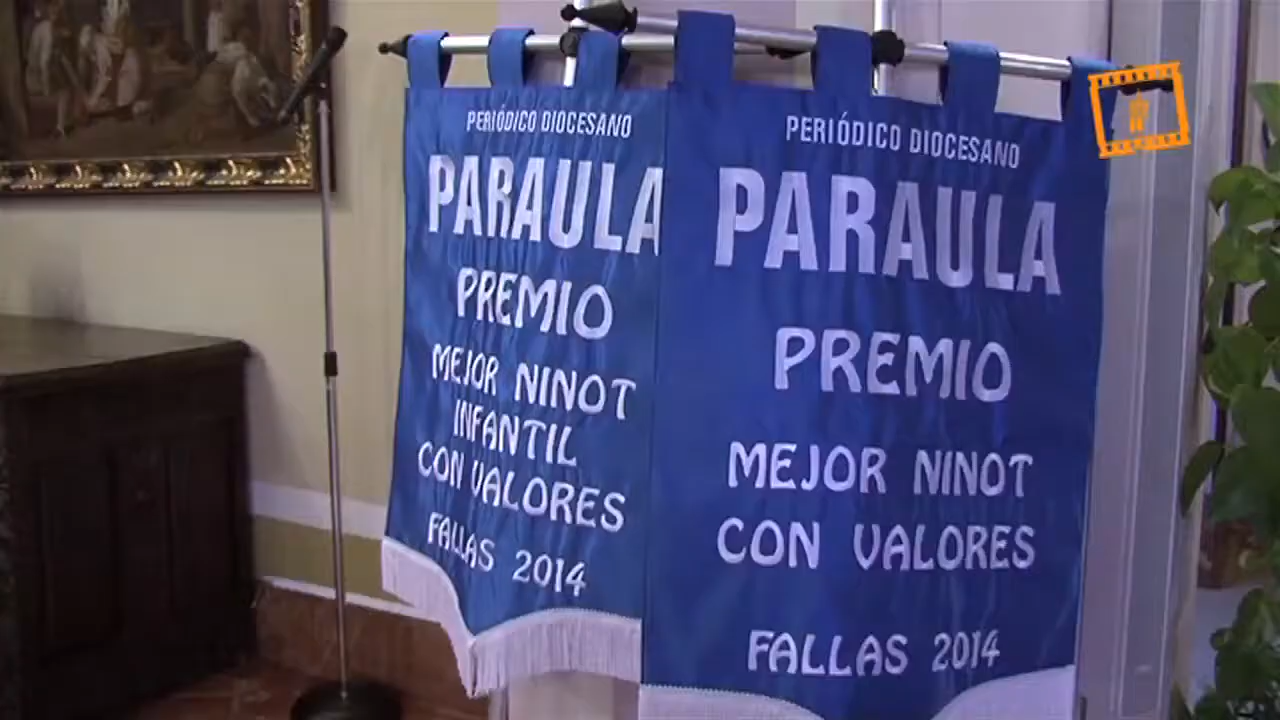 PERIÓDICO DIOCESANO
PARAULA
PREMIO
MEJOR NINOT
INFANTIL
CON VALORES
FALLAS 2014
PERIÓDICO DIOCESANO
PARAULA
PREMIO
MEJOR NINOT
CON VALORES
FALLAS 2014